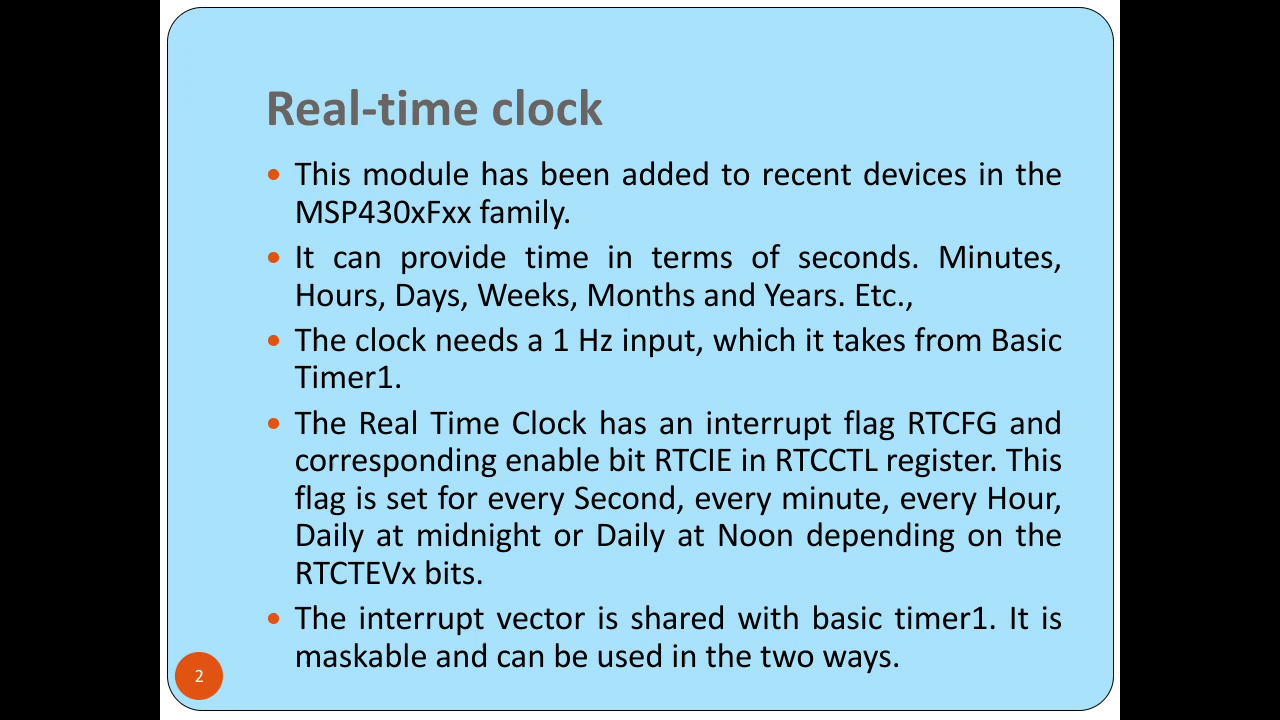 Real-time clock
This module has been added to recent devices in the
MSP430xFxx family.
It can provide time in terms of seconds. Minutes,
Hours, Days, Weeks, Months and Years. Etc.,
The clock needs a 1 Hz input, which it takes from Basic
Timer1.
The Real Time Clock has an interrupt flag RTCFG and
corresponding enable bit RTCIE in RTCCTL register. This
flag is set for every Second, every minute, every Hour,
Daily at midnight or Daily at Noon depending on the
RTCTEVx bits.
The interrupt vector is shared with basic timer1. It is
maskable and can be used in the two ways.
2